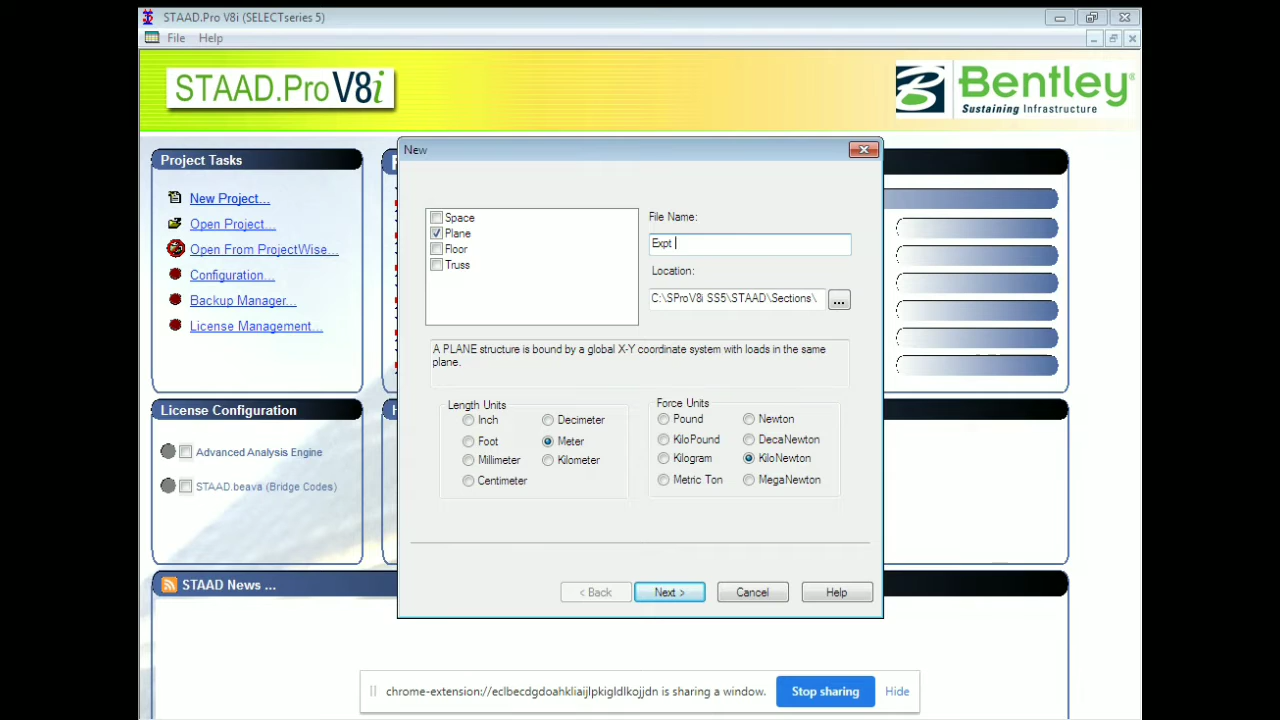 STAAD.Pro V8i (SELECTseries 5)
File Help
STAAD.Pro V8i
Bentley
Sustaining Infrastructure
Project Tasks
New Project...
Open Project...
Open From ProjectWise...
Configuration...
Backup Manager...
License Management...
License Configuration
Advanced Analysis Engine
STAAD.beava (Bridge Codes)
STAAD News ...
New
Space
Plane
Floor
Truss
File Name:
Expt
Location:
C:\SProV8i SS5\STAAD\Sections\
...
A PLANE structure is bound by a global X-Y coordinate system with loads in the same
plane.
Length Units
Inch Decimeter
Foot Meter
Millimeter Kilometer
Centimeter
Force Units
Pound Newton
KiloPound DecaNewton
Kilogram KiloNewton
Metric Ton MegaNewton
< Back Next > Cancel Help
chrome-extension://eclbecdgdoahkliaijlpkigldlkojjdn is sharing a window. Stop sharing Hide